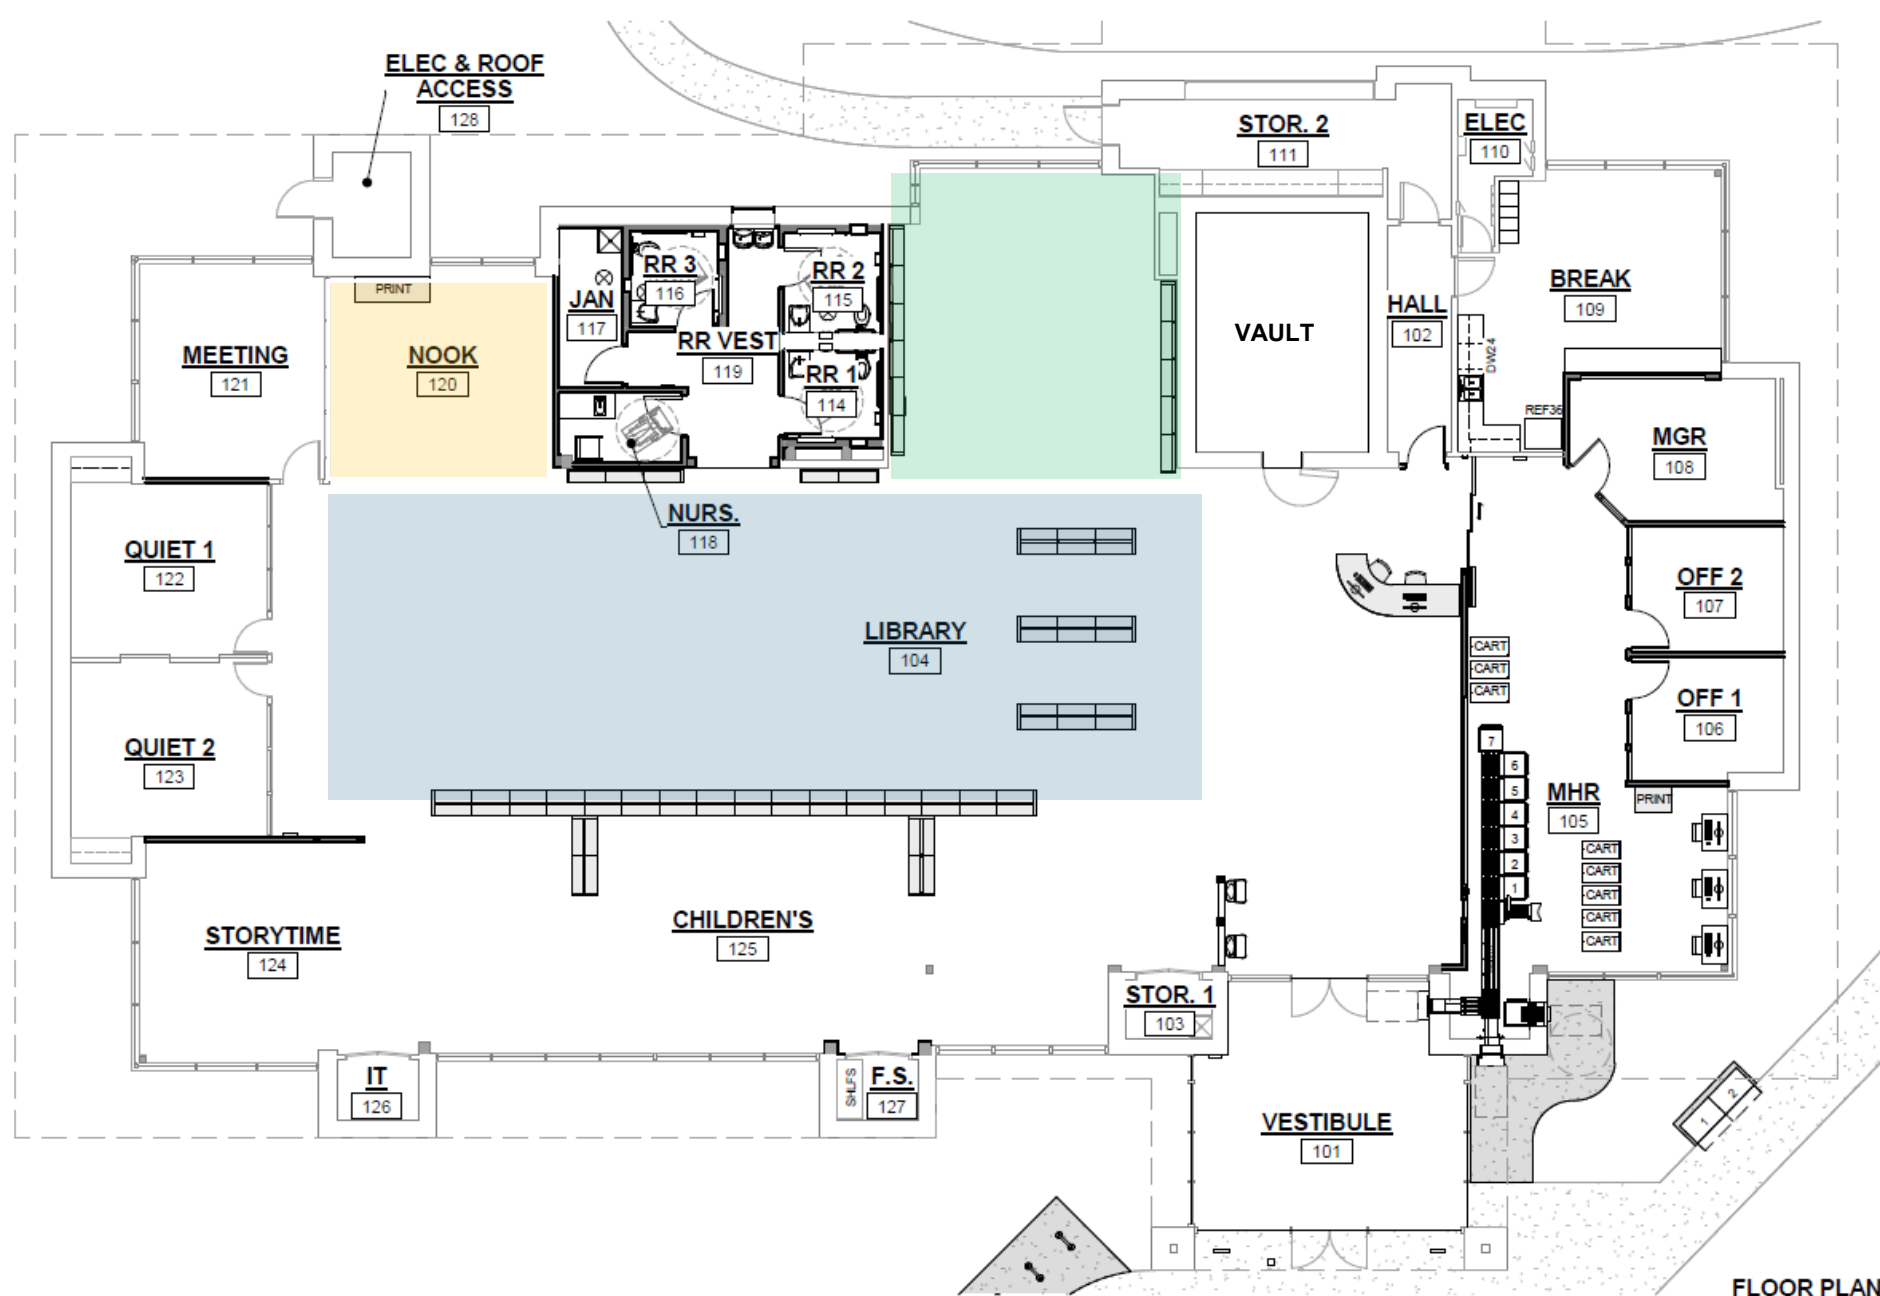 ELEC & ROOF
ACCESS
128
STOR. 2
111
ELEC
110
PRINT
RR 3
116
RR 2
115
JAN
117
BREAK
109
HALL
102
VAULT
MEETING
121
NOOK
120
RR VEST
119
RR 1
114
DW24
REF36
MGR
108
NURS.
118
QUIET 1
122
OFF 2
107
LIBRARY
104
CART
CART
CART
OFF 1
106
QUIET 2
123
7
6
5
4
3
2
1
MHR
105
PRINT
CART
CART
CART
CART
CART
CHILDREN'S
125
STORYTIME
124
STOR. 1
103
IT
126
SHLFS
F.S.
127
VESTIBULE
101
1
2
FLOOR PLAN